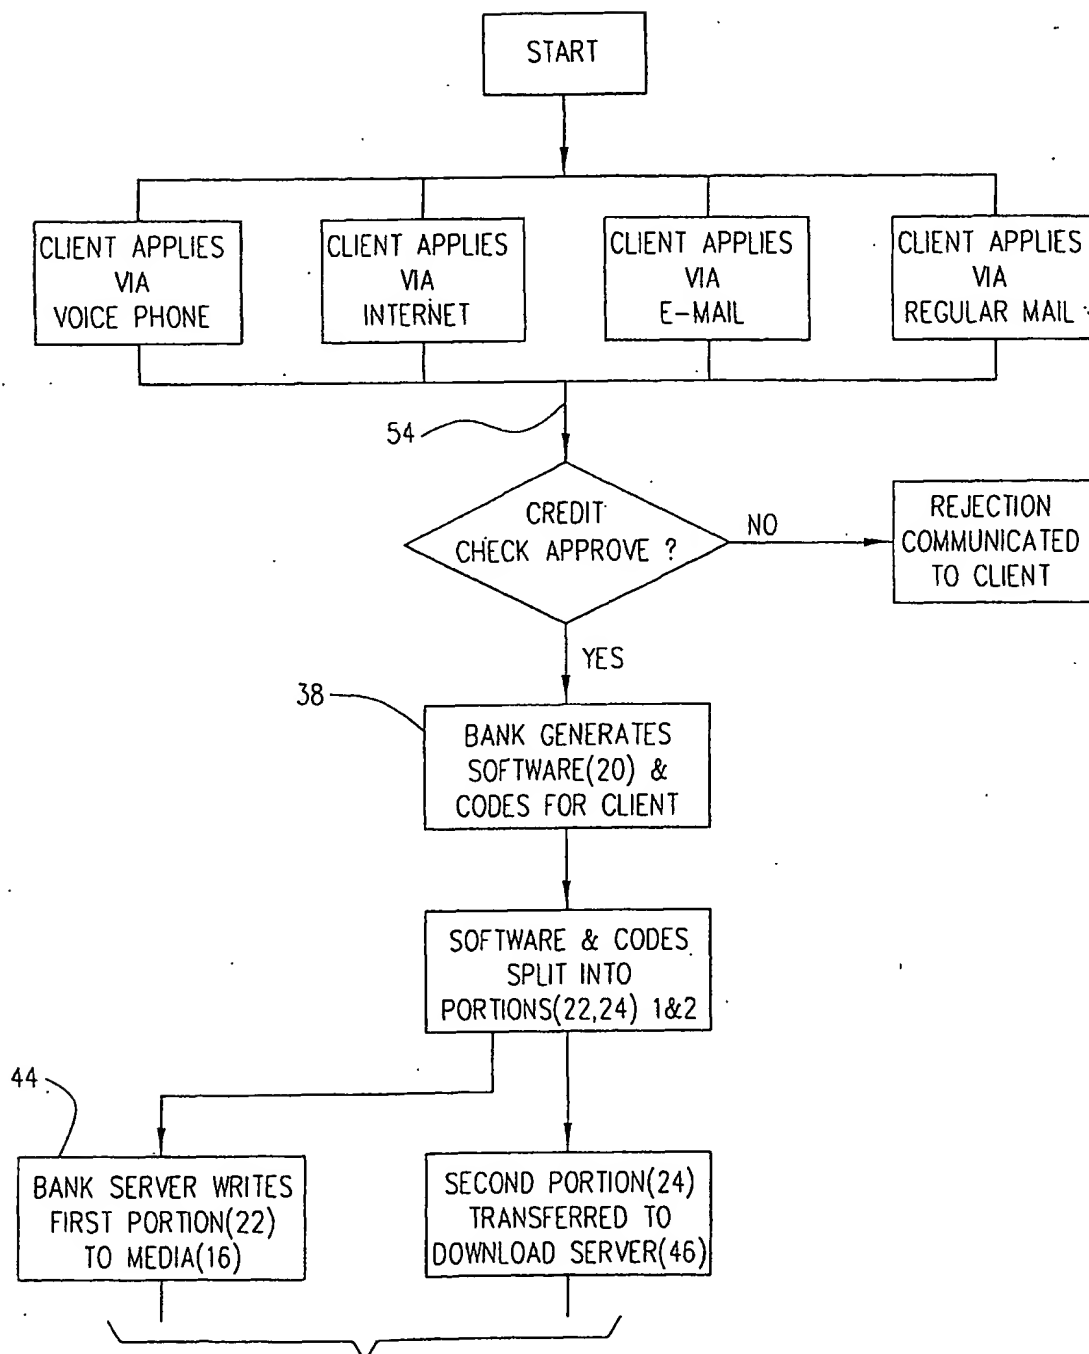 START
CLIENT APPLIES
VIA
VOICE PHONE
CLIENT APPLIES
VIA
INTERNET
CLIENT APPLIES
VIA
E-MAIL
CLIENT APPLIES
VIA
REGULAR MAIL
54
CREDIT
CHECK APPROVE ?
NO
REJECTION
COMMUNICATED
TO CLIENT
YES
38
BANK GENERATES
SOFTWARE(20) &
CODES FOR CLIENT
SOFTWARE & CODES
SPLIT INTO
PORTIONS(22,24) 1&2
44
BANK SERVER WRITES
FIRST PORTION(22)
TO MEDIA(16)
SECOND PORTION(24)
TRANSFERRED TO
DOWNLOAD SERVER(46)